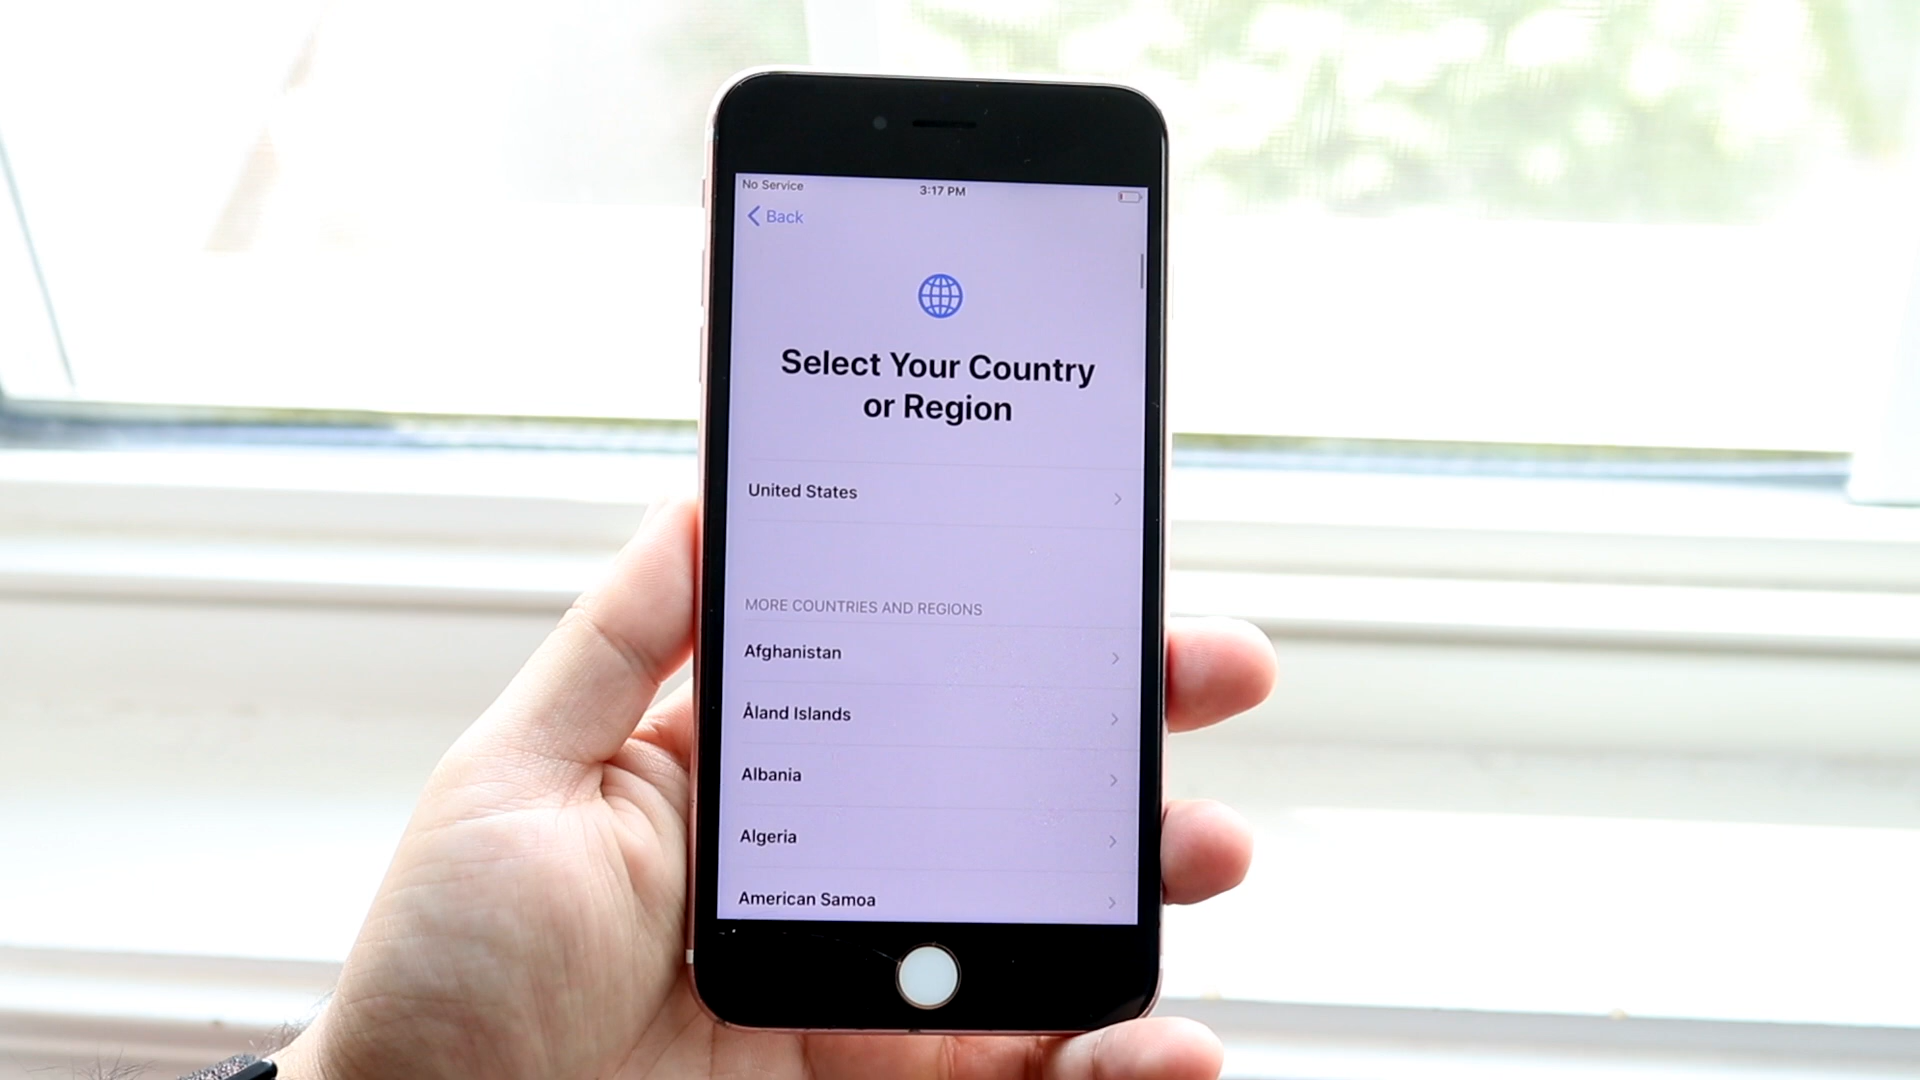 No Service
3:17 PM
Back
Select Your Country
or Region
United States
MORE COUNTRIES AND REGIONS
Afghanistan
Åland Islands
Albania
Algeria
American Samoa